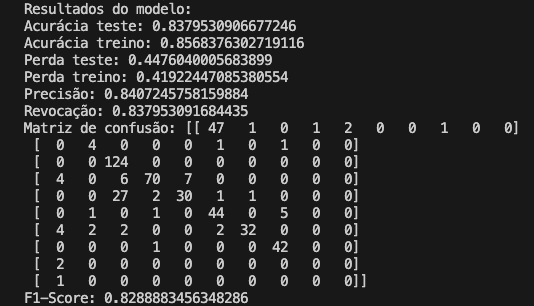 Resultados do modelo:
Acurácia teste: 0.8379530906677246
Acurácia treino: 0.8568376302719116
Perda teste: 0.4476040005683899
Perda treino: 0.41922447085380554
Precisão: 0.8407245758159884
Revocação: 0.837953091684435
Matriz de confusão: [[ 47 1 0 1 2 0 0 1 0 0]
[ 0 4 0 0 0 1 0 1 0 0]
[ 0 0 124 0 0 0 0 0 0 0]
[ 4 0 6 70 7 0 0 0 0 0]
[ 0 0 27 2 30 1 1 0 0 0]
[ 0 1 0 1 0 44 0 5 0 0]
[ 4 2 2 0 0 2 32 0 0 0]
[ 0 0 0 1 0 0 0 42 0 0]
[ 2 0 0 0 0 0 0 0 0 0]
[ 1 0 0 0 0 0 0 0 0 0]]
F1-Score: 0.8288883456348286